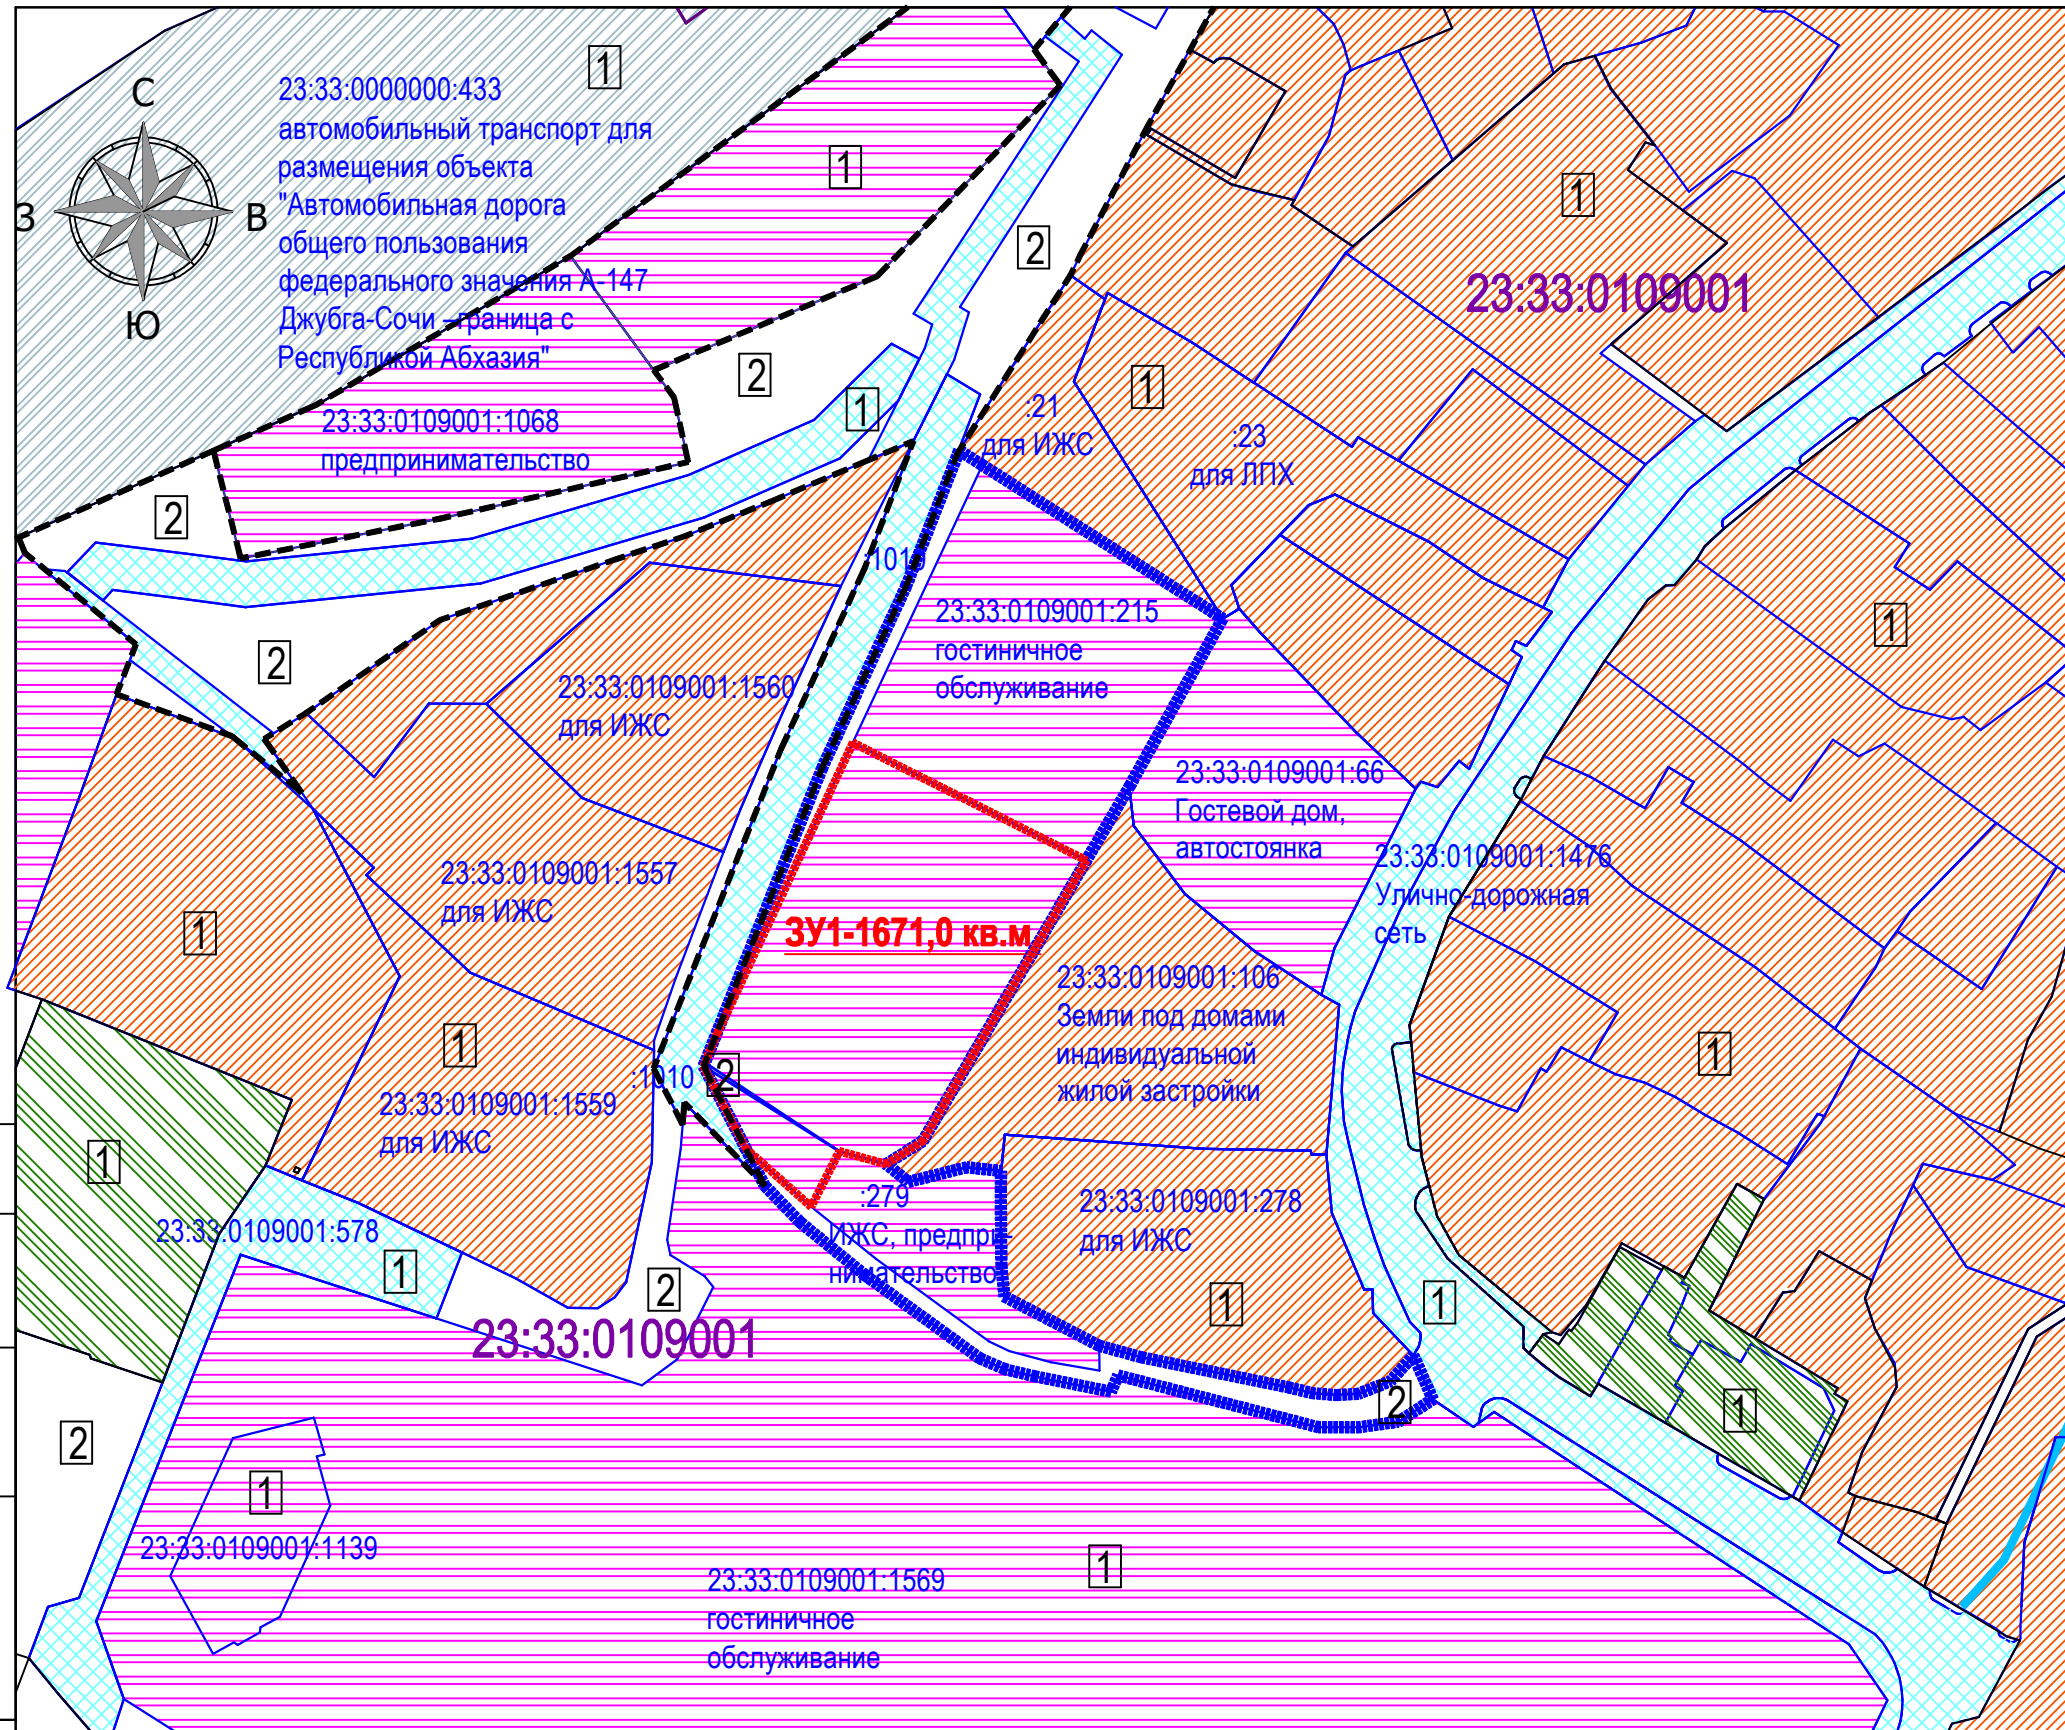 С
З
В
Ю
23:33:0000000:433
автомобильный транспорт для
размещения объекта
"Автомобильная дорога
общего пользования
федерального значения А-147
Джубга-Сочи –граница с
Республикой Абхазия"
1
1
2
23:33:0109001:1068
предпринимательство
2
1
2
2
1
23:33:0109001
1
:21
для ИЖС
:23
для ЛПХ
1
:1010
23:33:0109001:215
гостиничное
обслуживание
23:33:0109001:1560
для ИЖС
23:33:0109001:66
Гостевой дом,
автостоянка
23:33:0109001:1476
Улично-дорожная
сеть
23:33:0109001:1557
для ИЖС
1
ЗУ1-1671,0 кв.м
23:33:0109001:106
Земли под домами
индивидуальной
жилой застройки
1
1
2
:1010
23:33:0109001:1559
для ИЖС
1
23:33:0109001:578
1
2
:279
ИЖС, предпри-
нимательство
23:33:0109001:278
для ИЖС
1
1
23:33:0109001
2
1
2
1
23:33:0109001:1139
1
23:33:0109001:1569
гостиничное
обслуживание